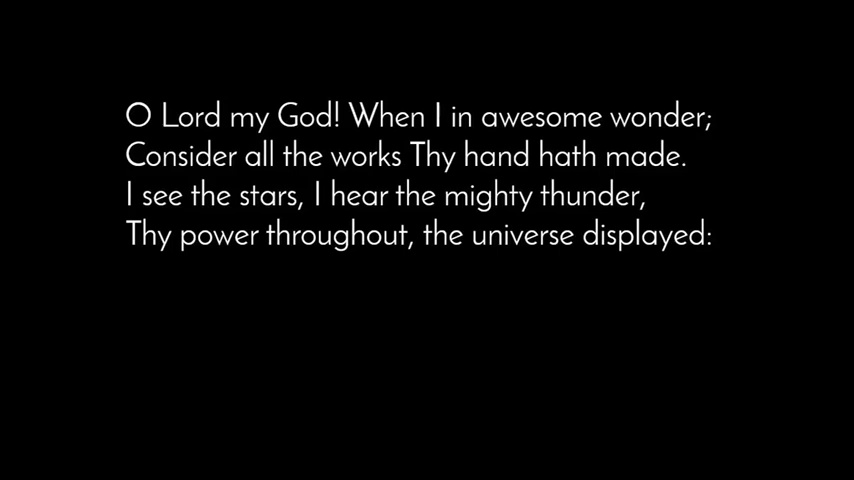 O Lord my God! When I in awesome wonder;
Consider all the works Thy hand hath made.
I see the stars, I hear the mighty thunder,
Thy power throughout, the universe displayed: